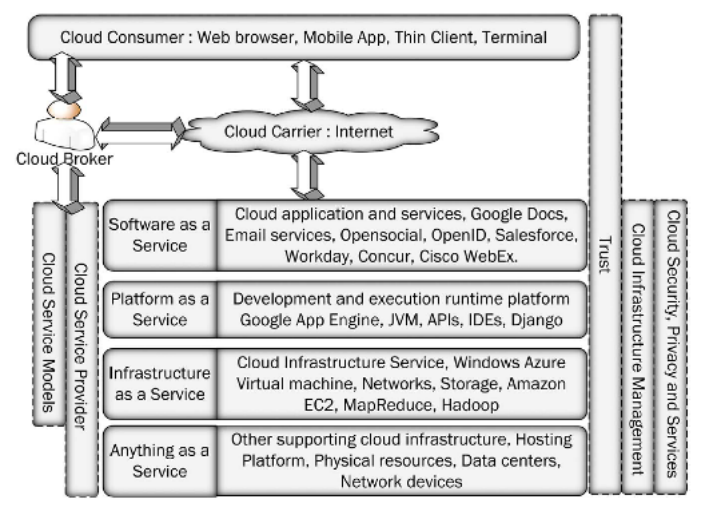 Cloud Consumer : Web browser, Mobile App, Thin Client, Terminal
Cloud Carrier : Internet
Cloud Broker
Cloud Service Models
Cloud Service Provider
Software as a
Service
Cloud application and services, Google Docs,
Email services, Opensocial, OpenID, Salesforce,
Workday, Concur, Cisco WebEx.
Platform as a
Service
Development and execution runtime platform
Google App Engine, JVM, APIs, IDEs, Django
Infrastructure
as a Service
Cloud Infrastructure Service, Windows Azure
Virtual machine, Networks, Storage, Amazon
EC2, MapReduce, Hadoop
Anything as a
Service
Other supporting cloud infrastructure, Hosting
Platform, Physical resources, Data centers,
Network devices
Trust
Cloud Infrastructure Management
Cloud Security, Privacy and Services